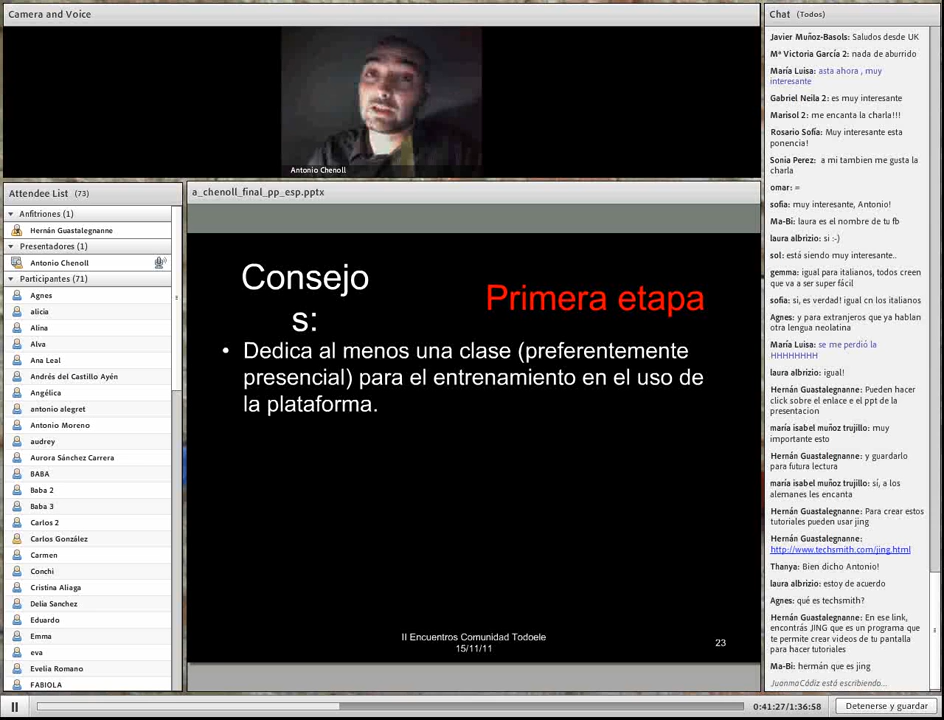 Camera and Voice
Antonio Chenoll
Attendee List (73)
Anfitriones (1)
Hernán Guastalegnanne
Presentadores (1)
Antonio Chenoll
Participantes (71)
Agnes
alicia
Alina
Alva
Ana Leal
Andrés del Castillo Ayén
Angélica
antonio alegret
Antonio Moreno
audrey
Aurora Sánchez Carrera
BABA
Baba 2
Baba 3
Carlos 2
Carlos González
Carmen
Conchi
Cristina Aliaga
Delia Sanchez
Eduardo
Emma
eva
Evelia Romano
FABIOLA
a_chenoll_final_pp_esp.pptx
Consejo
s:
Primera etapa
• Dedica al menos una clase (preferentemente
presencial) para el entrenamiento en el uso de
la plataforma.
II Encuentros Comunidad Todoele
15/11/11
23
Chat (Todos)
Javier Muñoz-Basols: Saludos desde UK
Mª Victoria García 2: nada de aburrido
María Luisa: asta ahora , muy
interesante
Gabriel Neila 2: es muy interesante
Marisol 2: me encanta la charla!!!
Rosario Sofía: Muy interesante esta
ponencia!
Sonia Perez: a mi tambien me gusta la
charla
omar: =
sofia: muy interesante, Antonio!
Ma-Bi: laura es el nombre de tu fb
laura albrizio: si :-)
sol: está siendo muy interesante..
gemma: igual para italianos, todos creen
que va a ser super fácil
sofia: si, es verdad! igual cn los italianos
Agnes: y para extranjeros que ya hablan
otra lengua neolatina
María Luisa: se me perdió la
HHHHHHHH
laura albrizio: igual!
Hernán Guastalegnanne: Pueden hacer
click sobre el enlace e el ppt de la
presentacion
maría isabel muñoz trujillo: muy
importante esto
Hernán Guastalegnanne: y guardarlo
para futura lectura
maría isabel muñoz trujillo: sí, a los
alemanes les encanta
Hernán Guastalegnanne: Para crear estos
tutoriales pueden usar jing
Hernán Guastalegnanne:
http://www.techsmith.com/jing.html
Thanya: Bien dicho Antonio!
laura albrizio: estoy de acuerdo
Agnes: qué es techsmith?
Hernán Guastalegnanne: En ese link,
encontrás JING que es un programa que
te permite crear videos de tu pantalla
para hacer tutoriales
Ma-Bi: hermán que es jing
JuanmaCádiz está escribiendo...
0:41:27/1:36:58
Detenerse y guardar